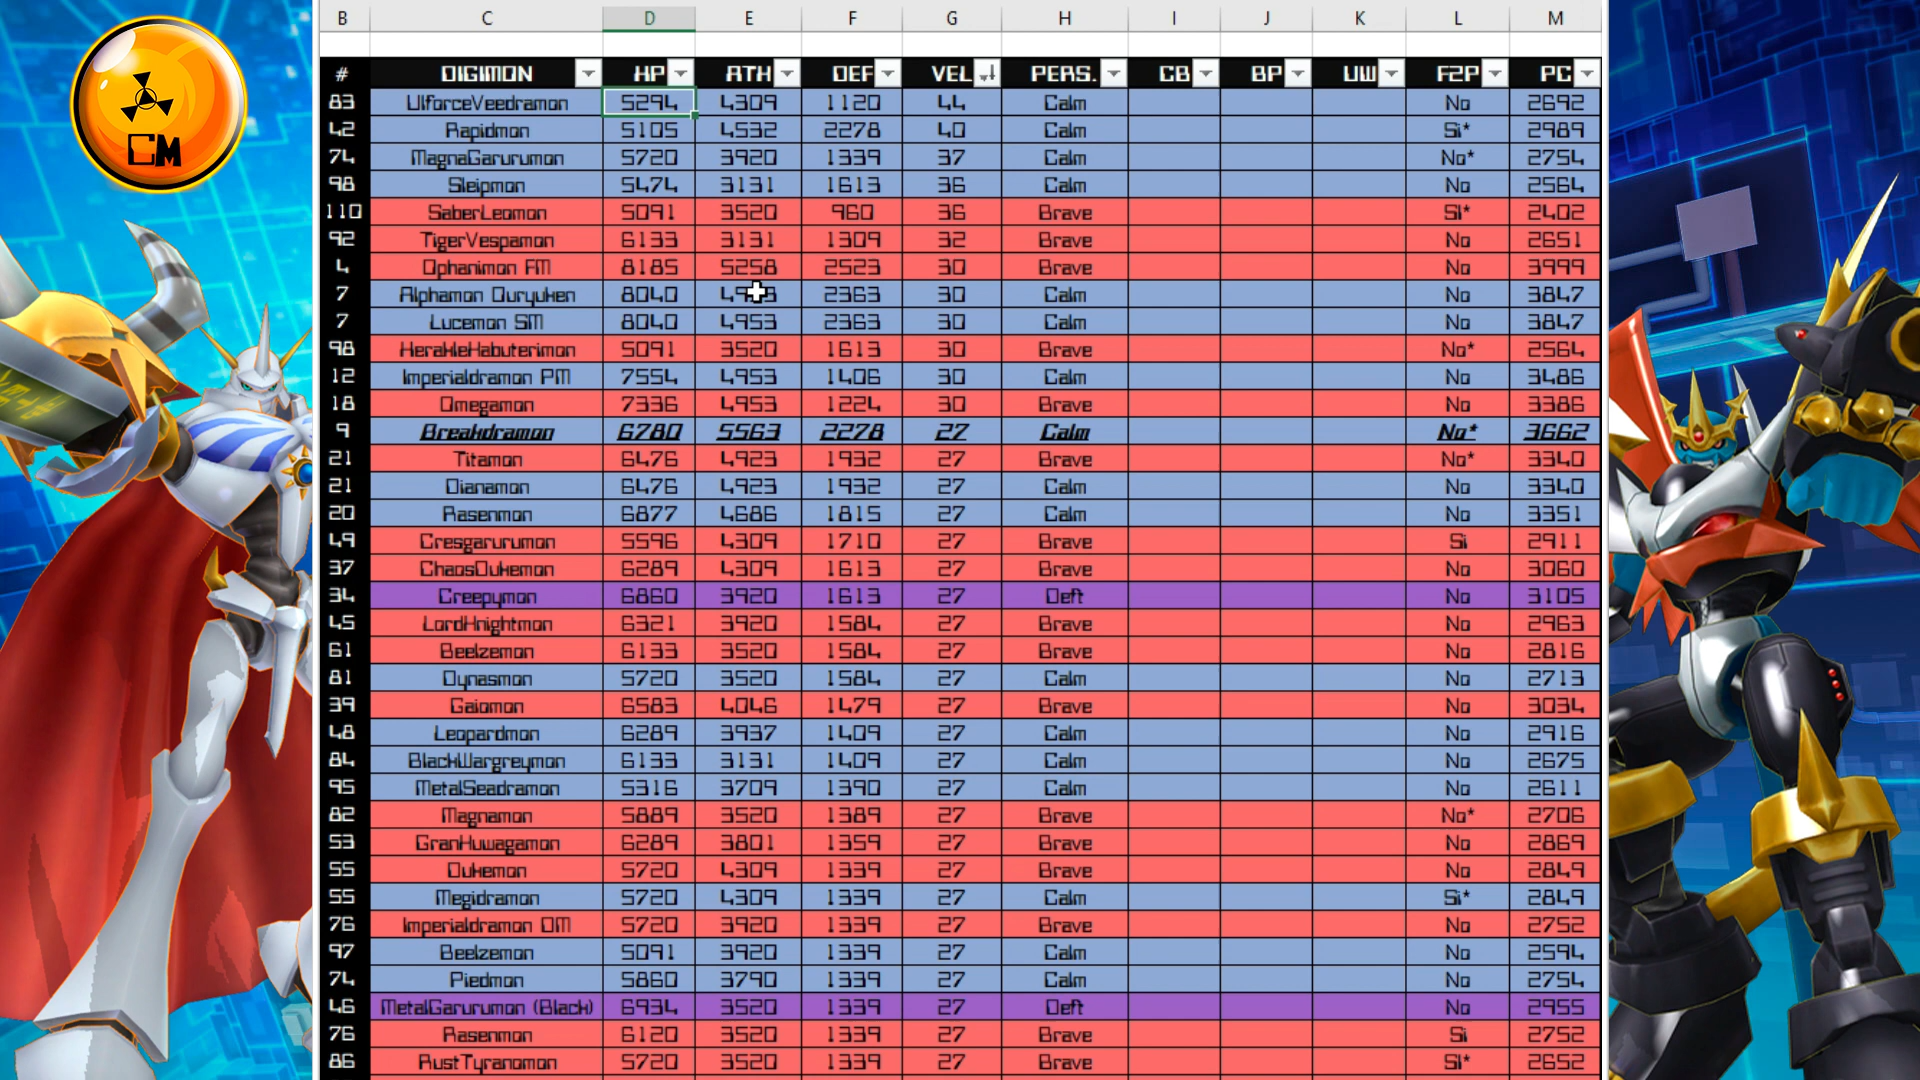 CM
B C D E F G H I J K L M
# DIGIMON HP ATK DEF VEL PERS. CB BP UW F2P PC
83 UlforceVeedramon 5294 4309 1120 44 Calm No 2692
42 Rapidmon 5105 4532 2278 40 Calm Si* 2989
74 MagnaGarurumon 5720 3920 1339 37 Calm No* 2754
98 Sleipmon 5474 3131 1613 36 Calm No 2564
110 SaberLeomon 5091 3520 960 36 Brave SI* 2402
92 TigerVespamon 6133 3131 1309 32 Brave No 2651
4 Ophanimon FM 8185 5258 2523 30 Brave No 3999
7 Alphamon Ouryuken 8040 2363 30 Calm No 3847
7 Lucemon SM 8040 4953 2363 30 Calm No 3847
98 HerakleKabuterimon 5091 3520 1613 30 Brave No* 2564
12 Imperialdramon PM 7554 4953 1406 30 Calm No 3486
18 Omegamon 7336 4953 1224 30 Brave No 3386
9 Breakdramon 6780 5563 2278 27 Calm No* 3662
21 Titamon 6476 4923 1932 27 Brave No* 3340
21 Dianamon 6476 4923 1932 27 Calm No 3340
20 Rasenmon 6877 4686 1815 27 Calm No 3351
49 Cresgarurumon 5596 4309 1710 27 Brave Si 2911
37 ChaosDukemon 6289 4309 1613 27 Brave No 3060
34 Creepymon 6860 3920 1613 27 Deft No 3105
45 LordKnightmon 6321 3920 1584 27 Brave No 2963
61 Beelzemon 6133 3520 1584 27 Brave No 2816
81 Dynasmon 5720 3520 1584 27 Calm No 2713
39 Gaiomon 6583 4046 1479 27 Brave No 3034
48 Leopardmon 6289 3937 1409 27 Calm No 2916
84 BlackWargreymon 6133 3131 1409 27 Calm No 2675
95 MetalSeadramon 5316 3709 1390 27 Calm No 2611
82 Magnamon 5889 3520 1389 27 Brave No* 2706
53 GranKuwagamon 6289 3801 1359 27 Brave No 2869
55 Dukemon 5720 4309 1339 27 Brave No 2849
55 Megidramon 5720 4309 1339 27 Calm Si* 2849
76 Imperialdramon DM 5720 3920 1339 27 Brave No 2752
97 Beelzemon 5091 3920 1339 27 Calm No 2594
74 Piedmon 5860 3790 1339 27 Calm No 2754
46 MetalGarurumon (Black) 6934 3520 1339 27 Deft No 2955
76 Rasenmon 6120 3520 1339 27 Brave Si 2752
86 RustTyranomon 5720 3520 1339 27 Brave SI* 2652